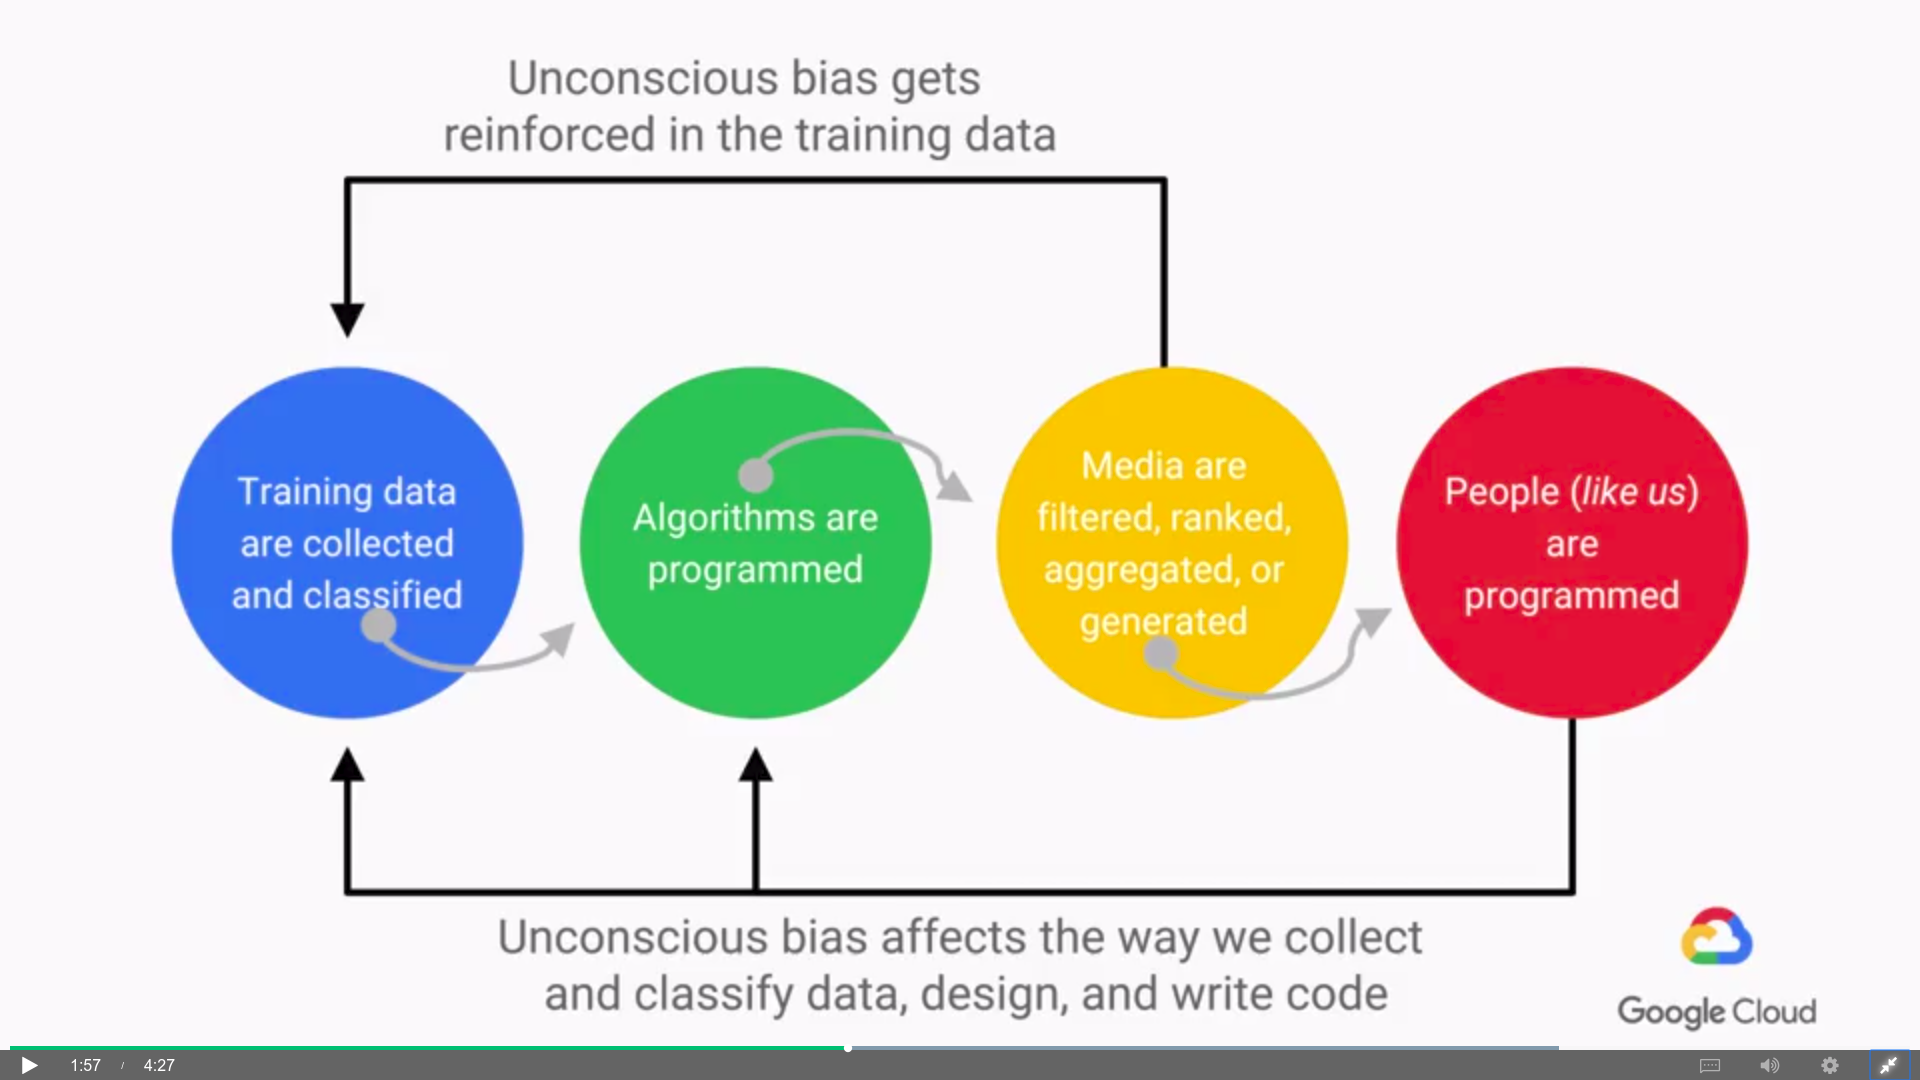 Unconscious bias gets
reinforced in the training data
Training data
are collected
and classified
Algorithms are
programmed
Media are
filtered, ranked,
aggregated, or
generated
People (like us)
are
programmed
Unconscious bias affects the way we collect
and classify data, design, and write code
Google Cloud
1:57 / 4:27